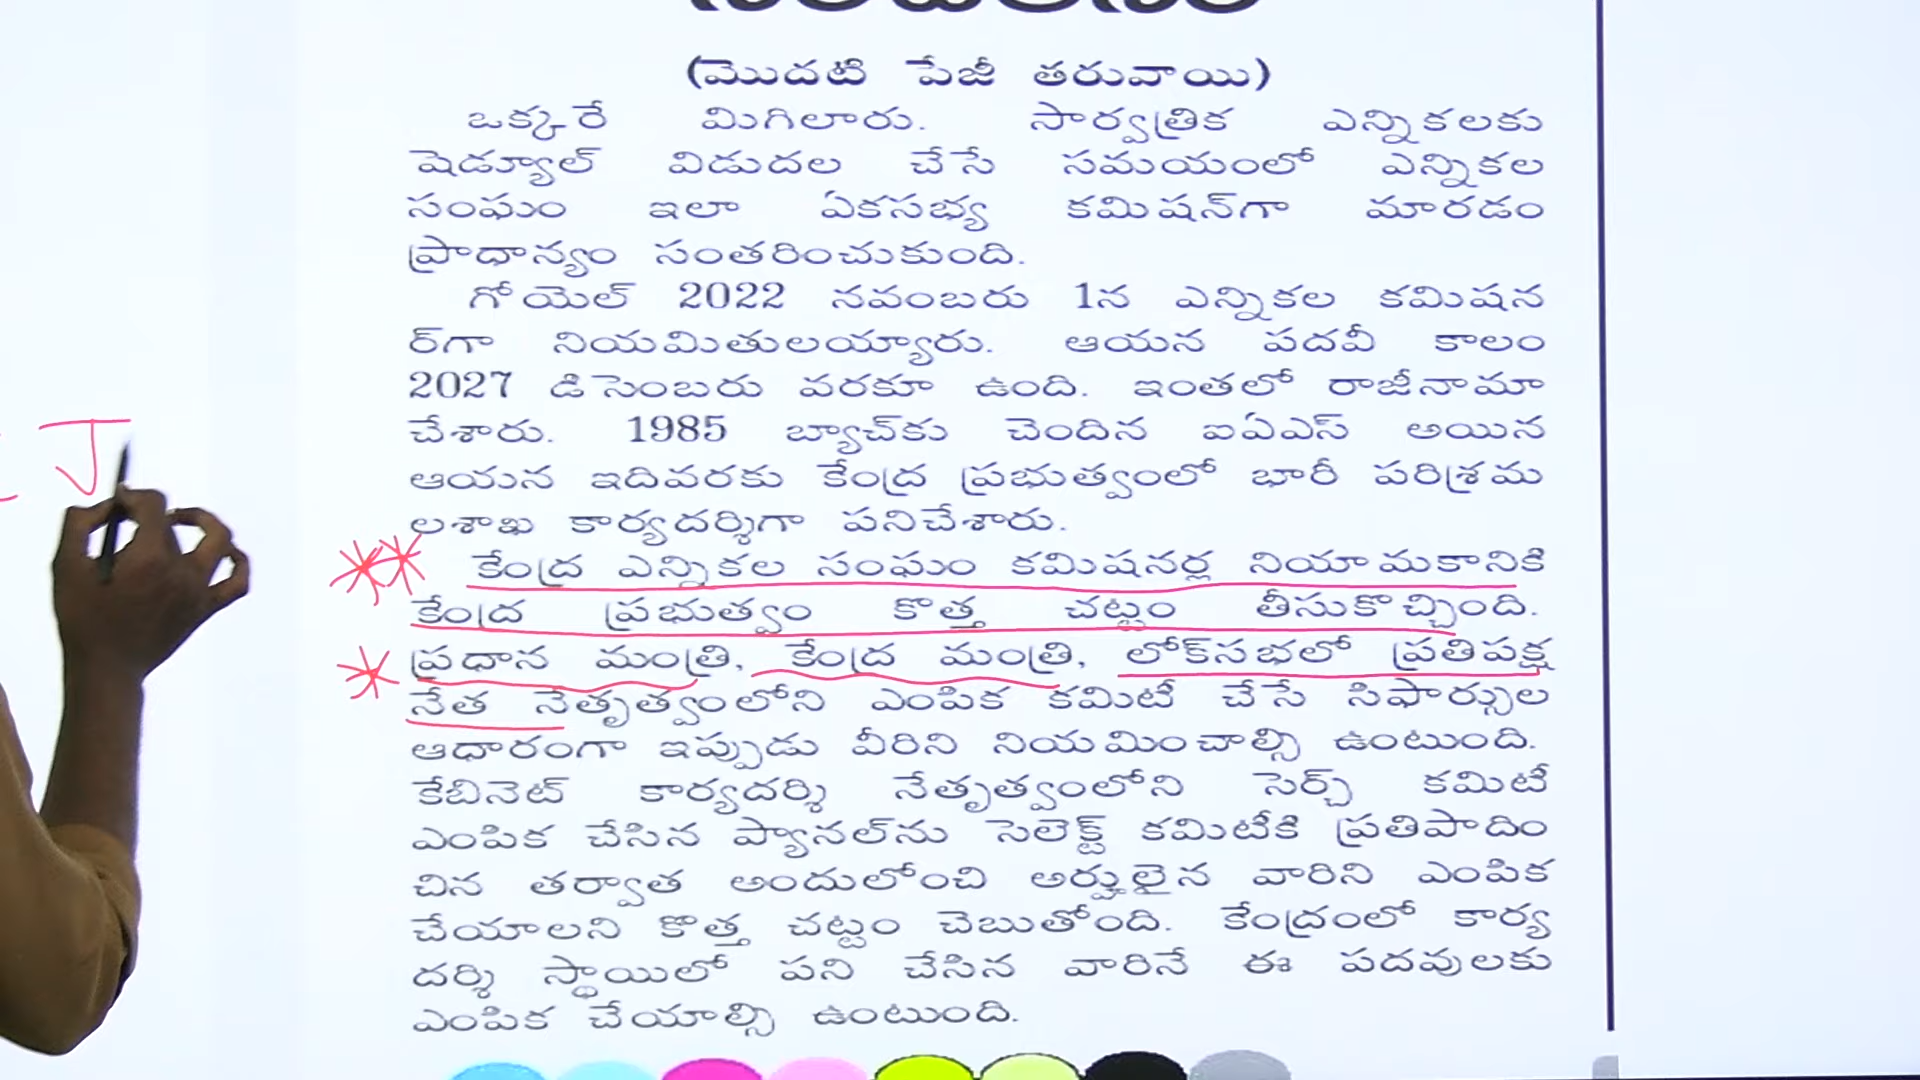 (మొదటి పేజీ తరువాయి)
ఒక్కరే మిగిలారు. సార్వత్రిక ఎన్నికలకు
షెడ్యూల్ విడుదల చేసే సమయంలో ఎన్నికల
సంఘం ఇలా ఏకసభ్య కమిషన్‌గా మారడం
ప్రాధాన్యం సంతరించుకుంది.
గోయెల్ 2022 నవంబరు 1న ఎన్నికల కమిషన
ర్‌గా నియమితులయ్యారు. ఆయన పదవీ కాలం
2027 డిసెంబరు వరకూ ఉంది. ఇంతలో రాజీనామా
చేశారు. 1985 బ్యాచ్‌కు చెందిన ఐఏఎస్ అయిన
ఆయన ఇదివరకు కేంద్ర ప్రభుత్వంలో భారీ పరిశ్రమ
లశాఖ కార్యదర్శిగా పనిచేశారు.
కేంద్ర ఎన్నికల సంఘం కమిషనర్ల నియామకానికి
కేంద్ర ప్రభుత్వం కొత్త చట్టం తీసుకొచ్చింది.
ప్రధాన మంత్రి, కేంద్ర మంత్రి, లోక్‌సభలో ప్రతిపక్ష
నేత నేతృత్వంలోని ఎంపిక కమిటీ చేసే సిఫార్సుల
ఆధారంగా ఇప్పుడు వీరిని నియమించాల్సి ఉంటుంది.
కేబినెట్ కార్యదర్శి నేతృత్వంలోని సెర్చ్ కమిటీ
ఎంపిక చేసిన ప్యానల్‌ను సెలెక్ట్ కమిటీకి ప్రతిపాదిం
చిన తర్వాత అందులోంచి అర్హులైన వారిని ఎంపిక
చేయాలని కొత్త చట్టం చెబుతోంది. కేంద్రంలో కార్య
దర్శి స్థాయిలో పని చేసిన వారినే ఈ పదవులకు
ఎంపిక చేయాల్సి ఉంటుంది.
J